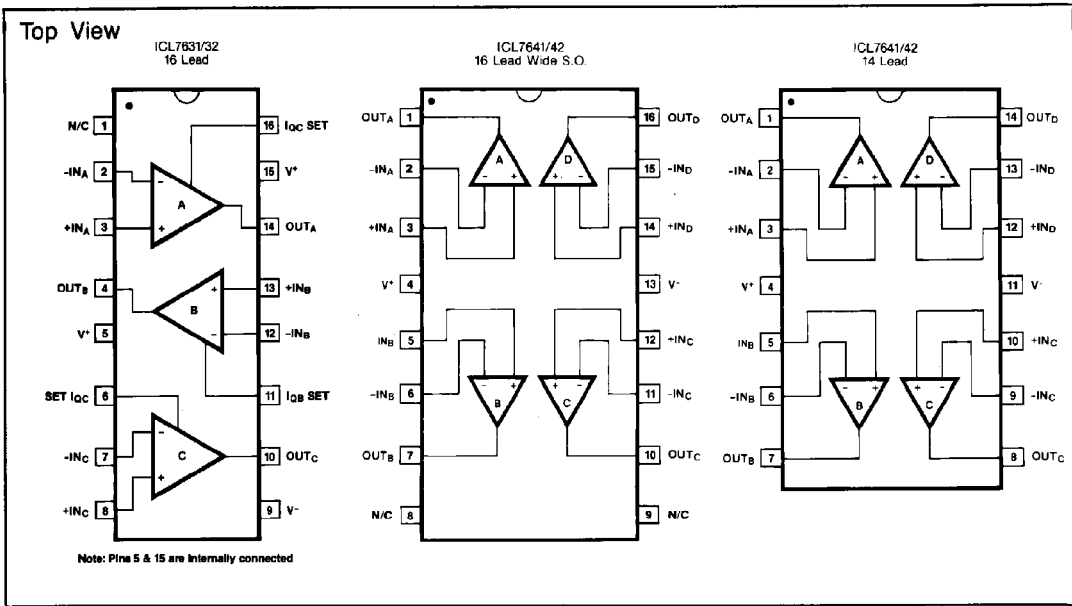 Top View
ICL7631/32
16 Lead
N/C 1
-INA 2
+INA 3
OUTB 4
V+ 5
SET IQC 6
-INC 7
+INC 8
16 IQC SET
15 V+
14 OUTA
13 +INB
12 -INB
11 IQB SET
10 OUTC
9 V-
- A +
+ B -
- C +
Note: Pins 5 & 15 are internally connected
ICL7641/42
16 Lead Wide S.O.
OUTA 1
-INA 2
+INA 3
V+ 4
INB 5
-INB 6
OUTB 7
N/C 8
16 OUTD
15 -IND
14 +IND
13 V-
12 +INC
11 -INC
10 OUTC
9 N/C
A - +
D + -
- + B
+ - C
ICL7641/42
14 Lead
OUTA 1
-INA 2
+INA 3
V+ 4
INB 5
-INB 6
OUTB 7
14 OUTD
13 -IND
12 +IND
11 V-
10 +INC
9 -INC
8 OUTC
A - +
D + -
- + B
+ - C